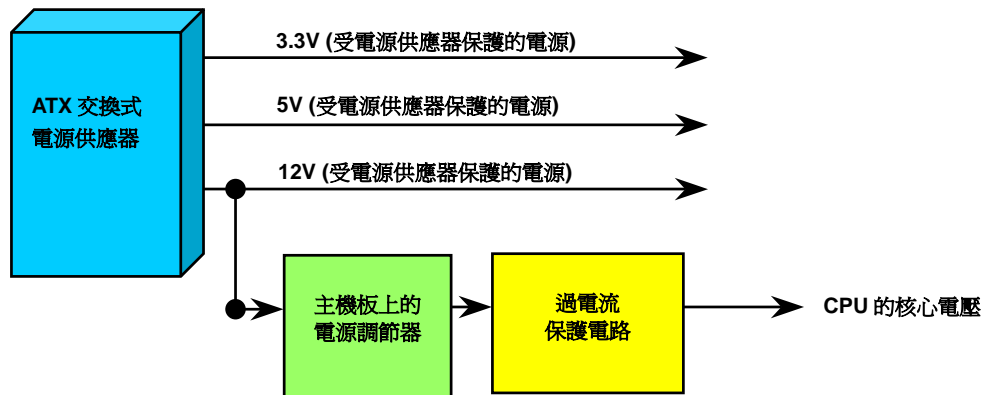 3.3V (受電源供應器保護的電源)
ATX 交換式
電源供應器
5V (受電源供應器保護的電源)
12V (受電源供應器保護的電源)
主機板上的
電源調節器
過電流
保護電路
CPU 的核心電壓